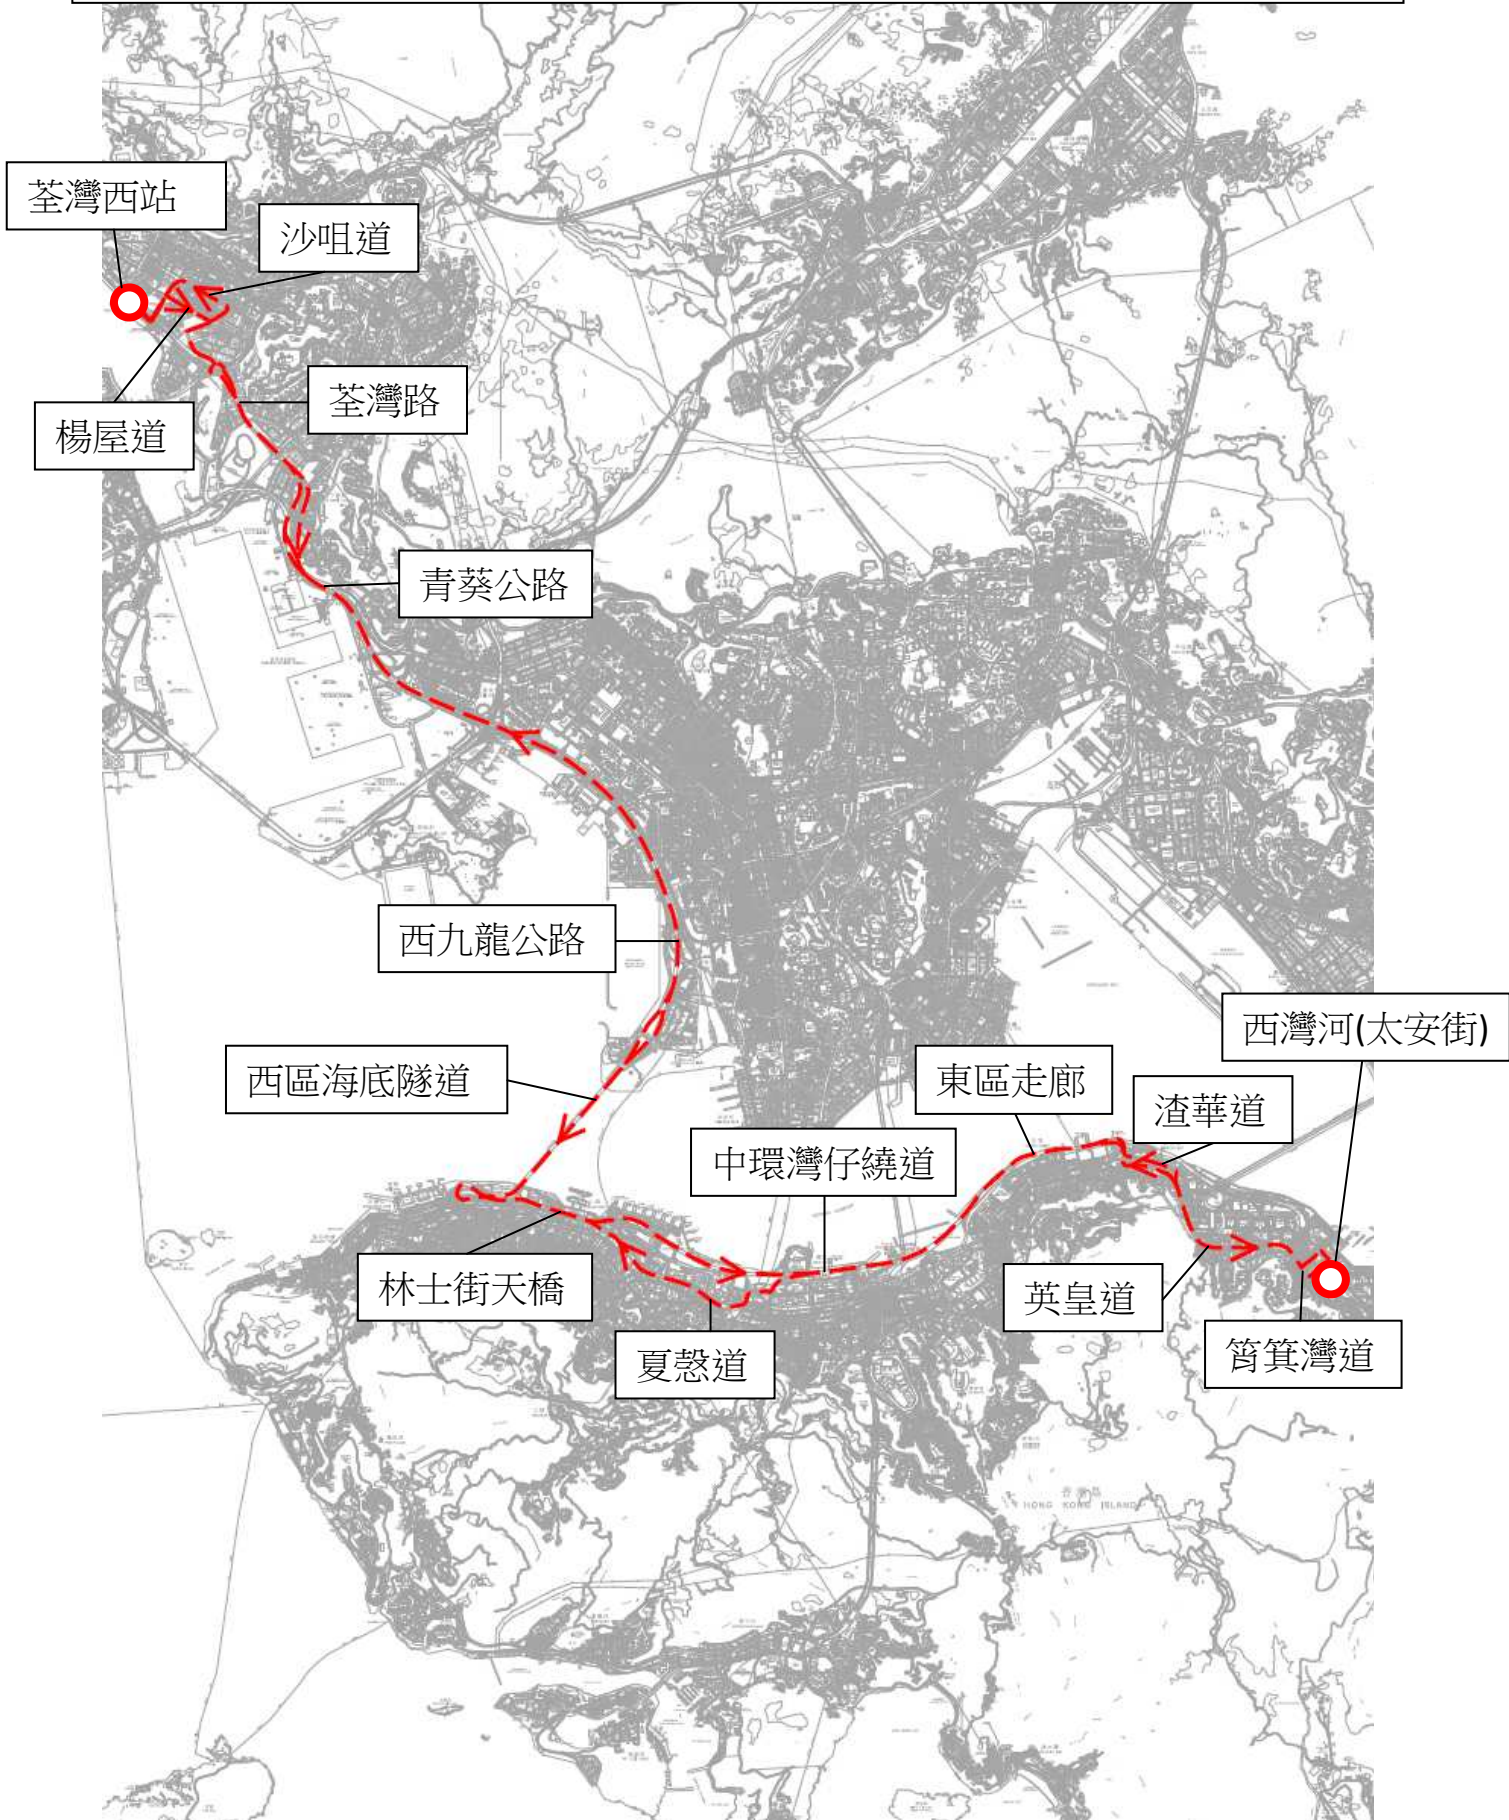 荃灣西站
沙咀道
荃灣路
楊屋道
青葵公路
西九龍公路
西灣河(太安街)
西區海底隧道
東區走廊
渣華道
中環灣仔繞道
林士街天橋
英皇道
夏慤道
筲箕灣道
HONG KONG ISLAND